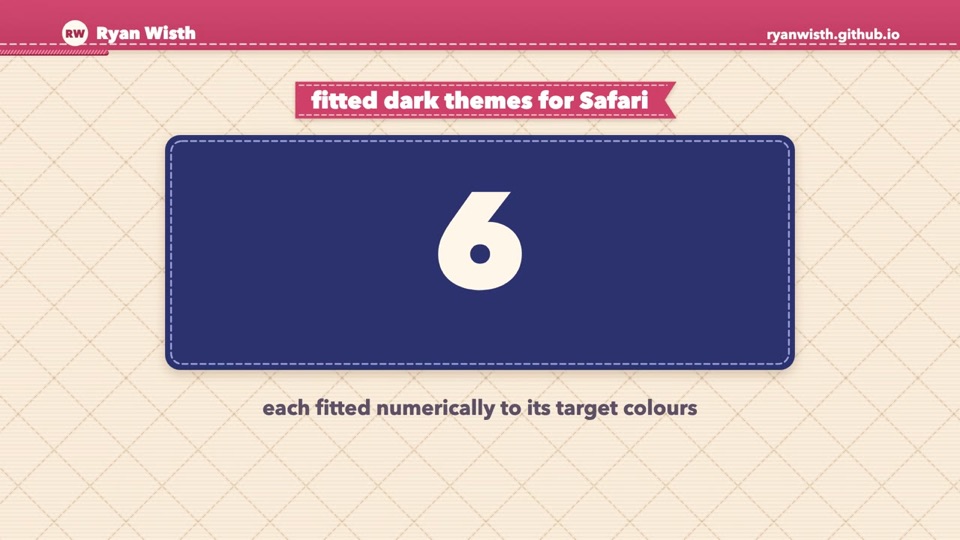 RW Ryan Wisth
ryanwisth.github.io
fitted dark themes for Safari
6
each fitted numerically to its target colours